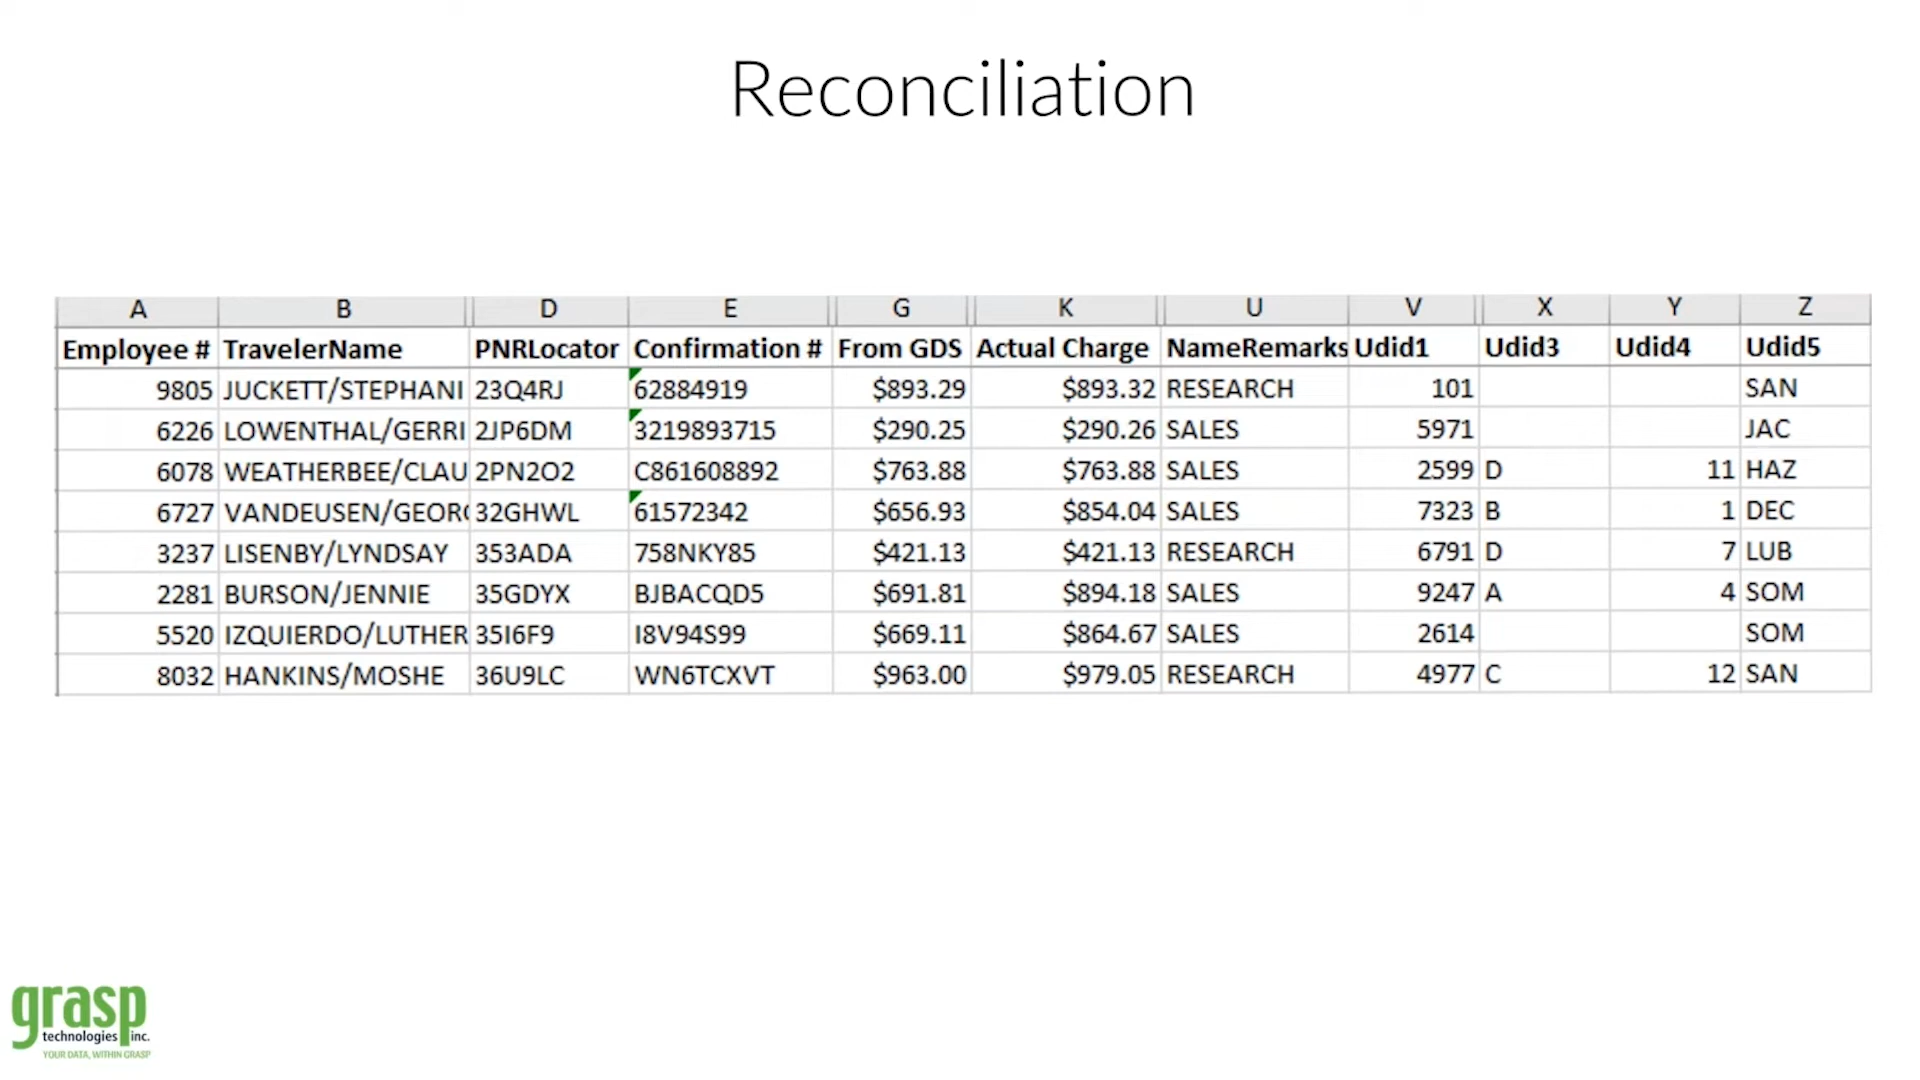 Reconciliation
A B D E G K U V X Y Z
Employee # TravelerName PNRLocator Confirmation # From GDS Actual Charge NameRemarks Udid1 Udid3 Udid4 Udid5
9805 JUCKETT/STEPHANI 23Q4RJ 62884919 $893.29 $893.32 RESEARCH 101 SAN
6226 LOWENTHAL/GERRI 2JP6DM 3219893715 $290.25 $290.26 SALES 5971 JAC
6078 WEATHERBEE/CLAU 2PN2O2 C861608892 $763.88 $763.88 SALES 2599 D 11 HAZ
6727 VANDEUSEN/GEOR 32GHWL 61572342 $656.93 $854.04 SALES 7323 B 1 DEC
3237 LISENBY/LYNDSAY 353ADA 758NKY85 $421.13 $421.13 RESEARCH 6791 D 7 LUB
2281 BURSON/JENNIE 35GDYX BJBACQD5 $691.81 $894.18 SALES 9247 A 4 SOM
5520 IZQUIERDO/LUTHER 35I6F9 I8V94S99 $669.11 $864.67 SALES 2614 SOM
8032 HANKINS/MOSHE 36U9LC WN6TCXVT $963.00 $979.05 RESEARCH 4977 C 12 SAN
grasp
technologies inc.
YOUR DATA, WITHIN GRASP